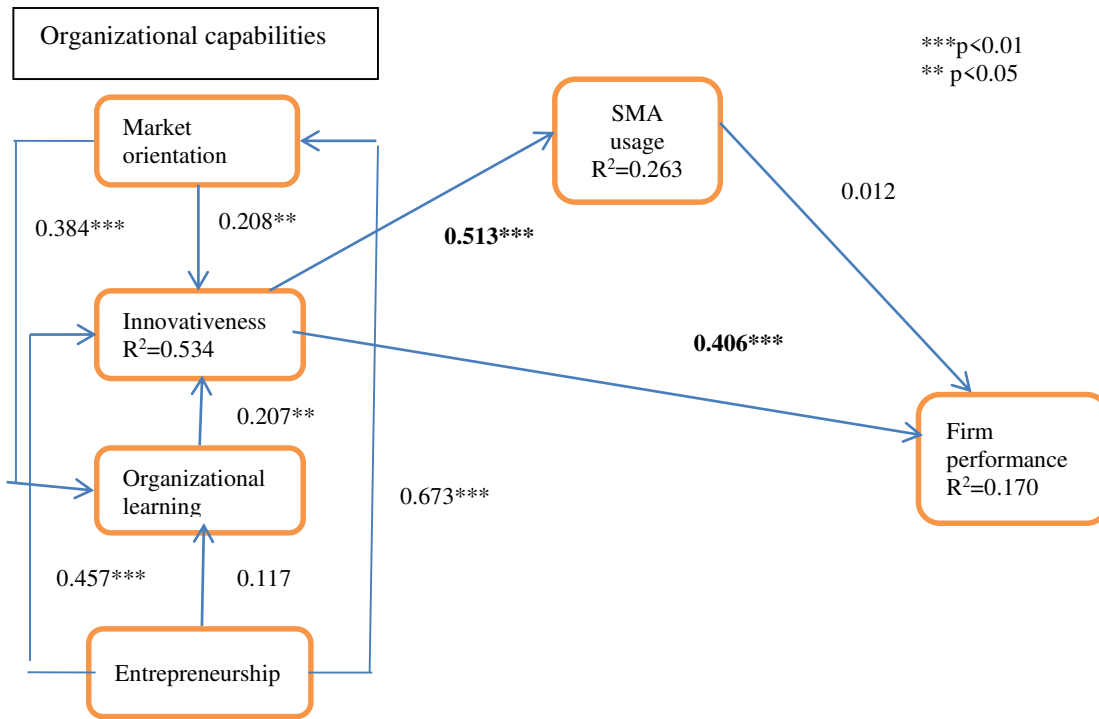 Organizational capabilities
***p<0.01
** p<0.05
Market
orientation
SMA
usage
R²=0.263
0.384***
0.208**
0.513***
0.012
Innovativeness
R²=0.534
0.406***
0.207**
Organizational
learning
0.673***
Firm
performance
R²=0.170
0.457***
0.117
Entrepreneurship